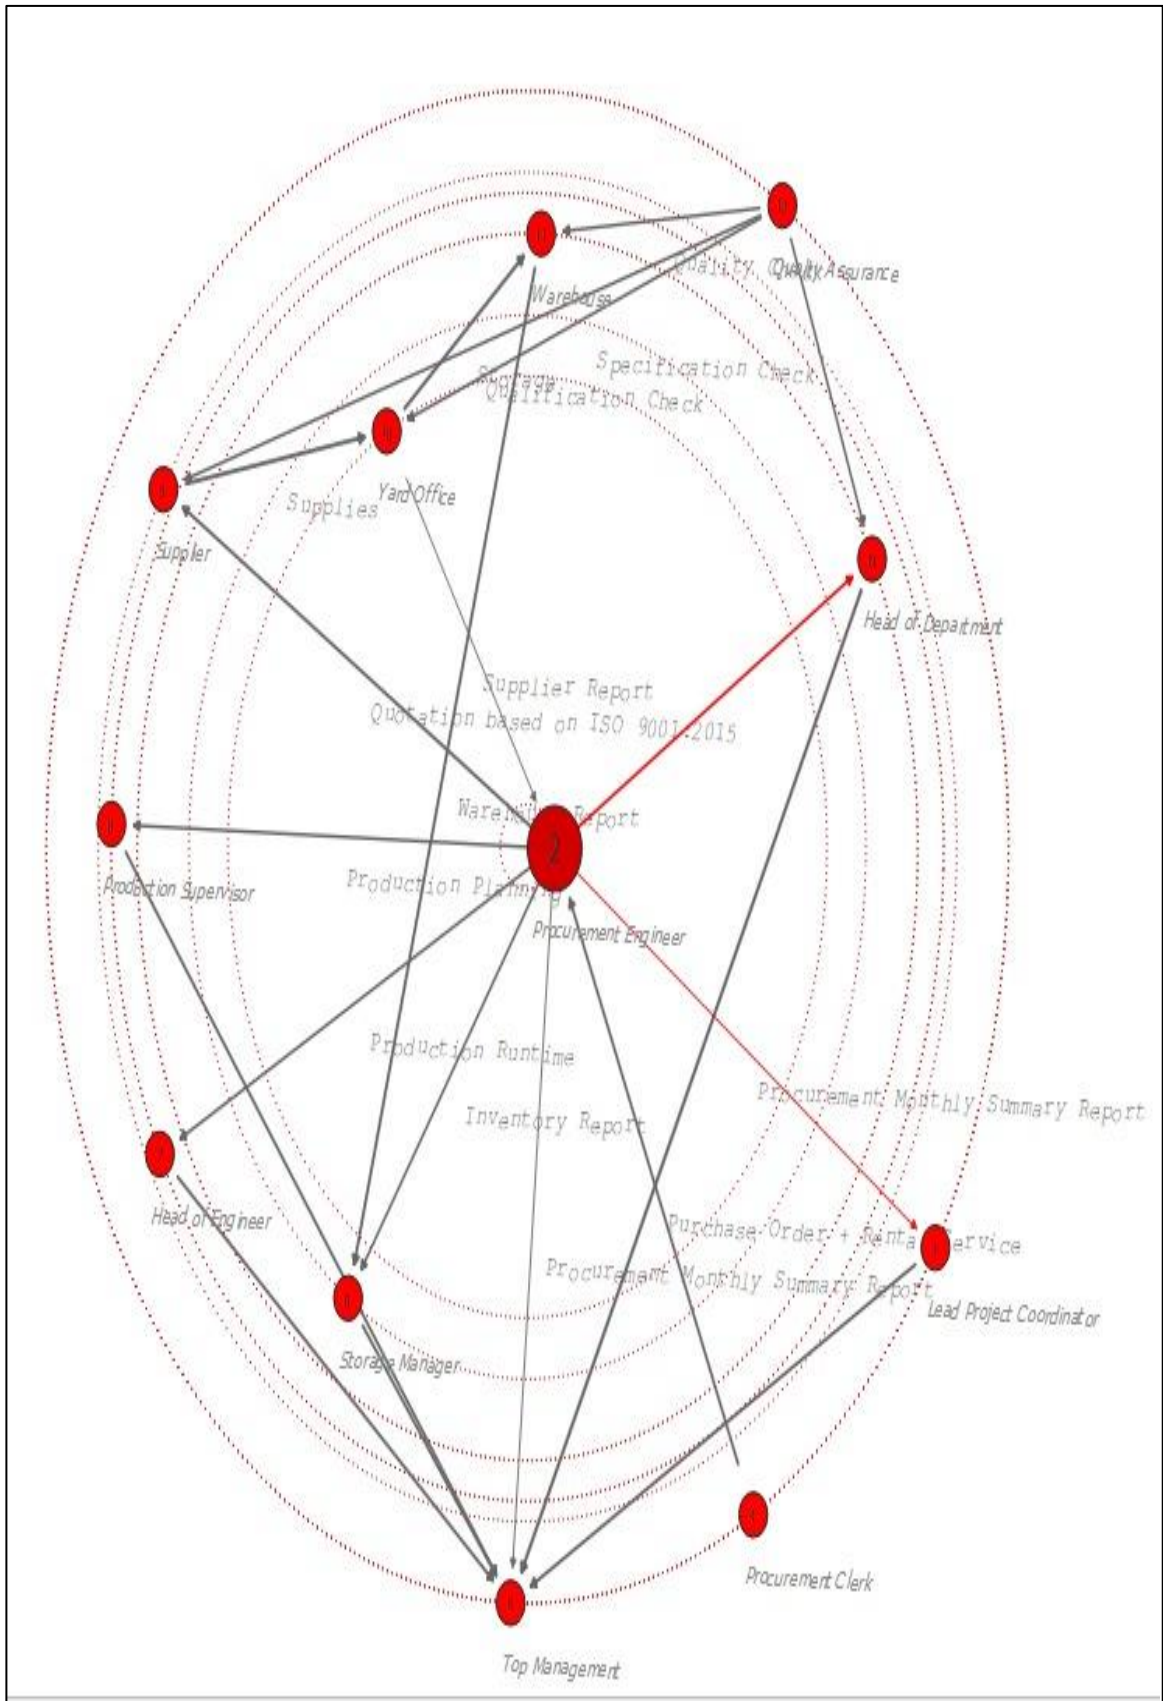 Quality Check
Quality Assurance
Warehouse
Specification Check
Storage
Qualification Check
Yard Office
Supplies
Supplier
Head of Department
Supplier Report
Quotation based on ISO 9001:2015
Warehouse Report
2
Production Planning
Production Supervisor
Procurement Engineer
Production Runtime
Procurement Monthly Summary Report
Inventory Report
Head of Engineer
Purchase Order + Rental Service
Procurement Monthly Summary Report
Lead Project Coordinator
Storage Manager
Procurement Clerk
Top Management